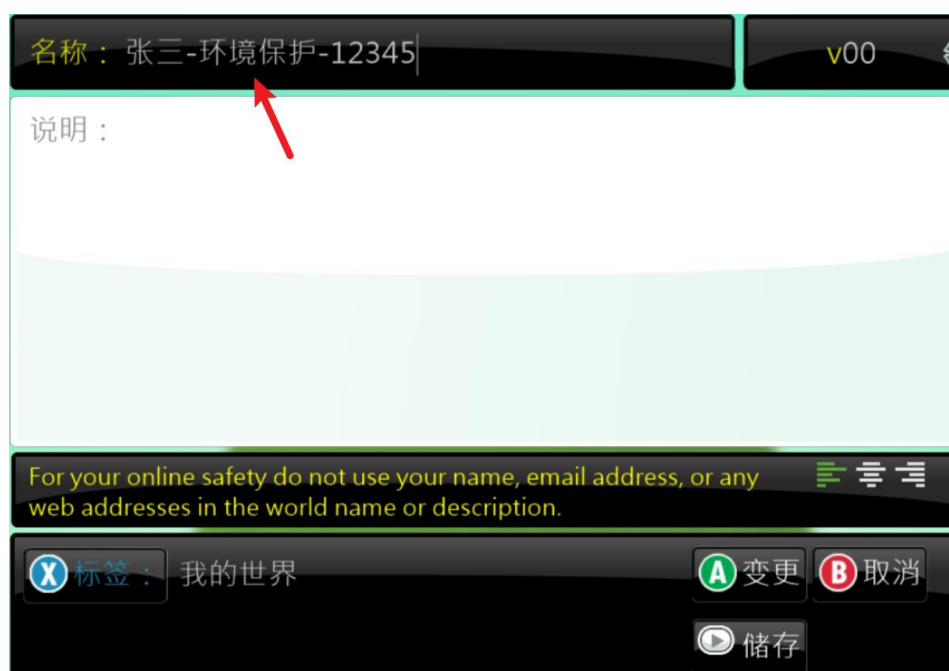 名称：张三-环境保护-12345
v00
说明：
For your online safety do not use your name, email address, or any
web addresses in the world name or description.
X 标签： 我的世界
A 变更 B 取消
储存